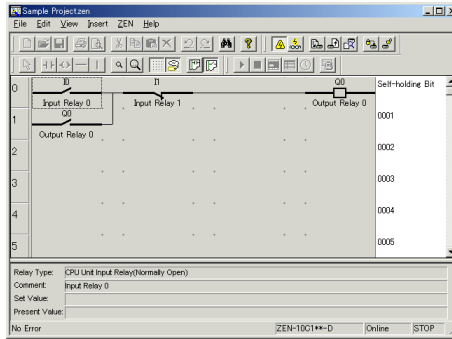 Sample Project.zen
File Edit View Insert ZEN Help
0 I0 I1 Q0 Self-holding Bit
Input Relay 0 Input Relay 1 Output Relay 0
1 Q0 0001
Output Relay 0
2 0002
3 0003
4 0004
5 0005
Relay Type: CPU Unit Input Relay(Normally Open)
Comment: Input Relay 0
Set Value:
Present Value:
No Error ZEN-10C1**-D Online STOP